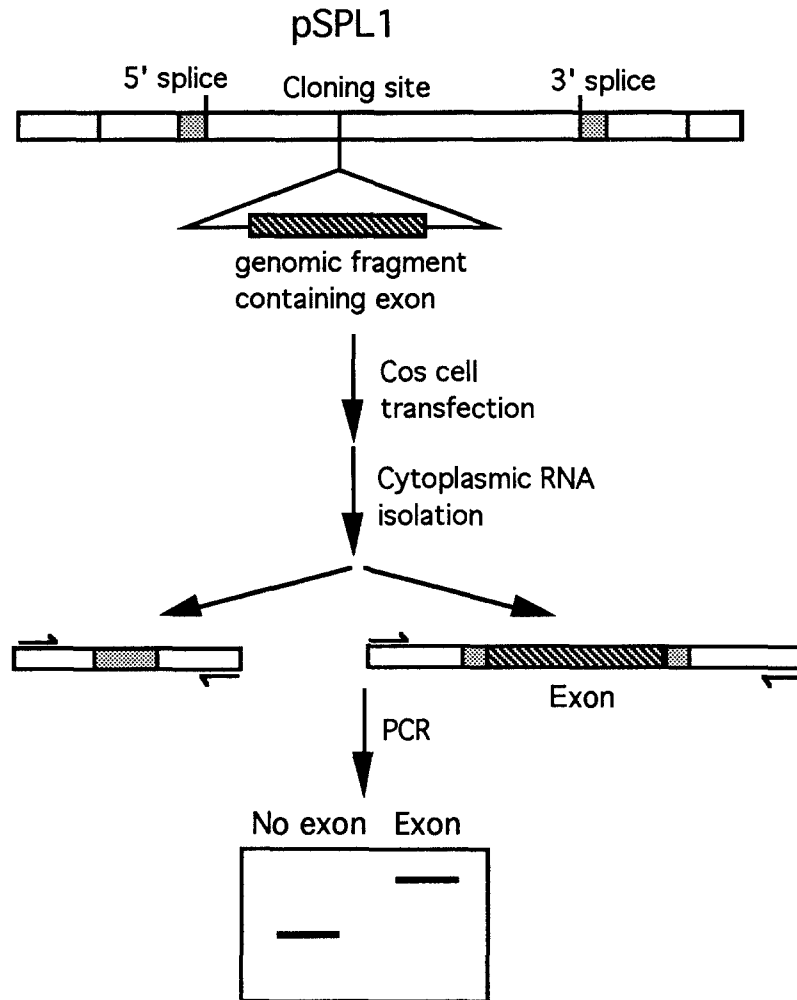 pSPL1
5' splice
Cloning site
3' splice
genomic fragment
containing exon
Cos cell
transfection
Cytoplasmic RNA
isolation
Exon
PCR
No exon
Exon